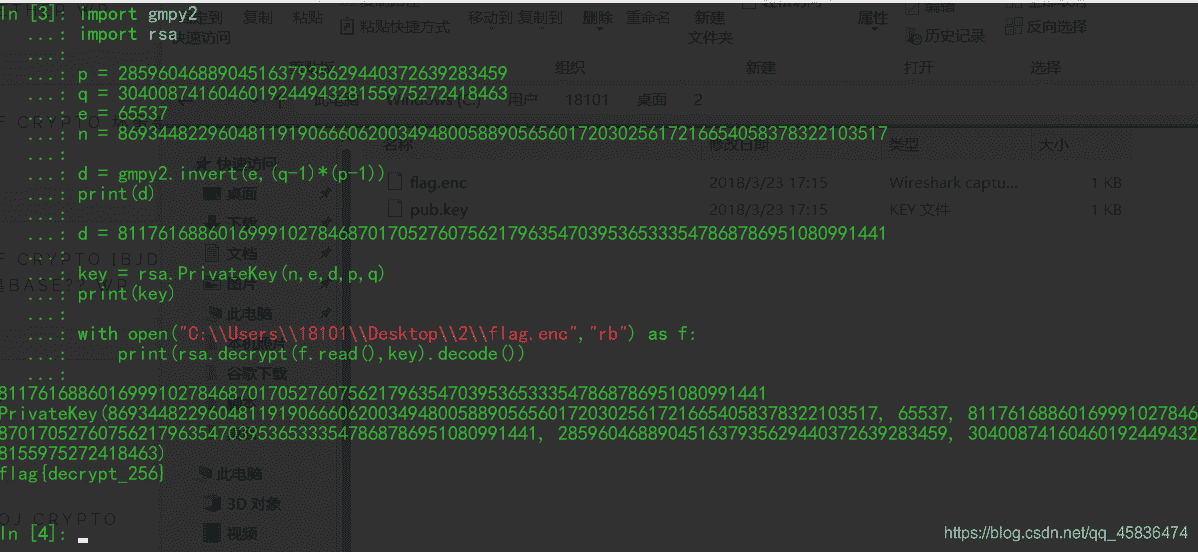 In [3]: import gmpy2
...: import rsa
...:
...: p = 285960468890451637935629440372639283459
...: q = 304008741604601924494328155975272418463
...: e = 65537
...: n = 86934482296048119190666062003494800588905656017203025617216654058378322103517
...:
...: d = gmpy2.invert(e,(q-1)*(p-1))
...: print(d)
...:
...: d = 81176168860169991027846870170527607562179635470395365333547868786951080991441
...:
...: key = rsa.PrivateKey(n,e,d,p,q)
...: print(key)
...:
...: with open("C:\\Users\\18101\\Desktop\\2\\flag.enc","rb") as f:
...: print(rsa.decrypt(f.read(),key).decode())
...:
81176168860169991027846870170527607562179635470395365333547868786951080991441
PrivateKey(86934482296048119190666062003494800588905656017203025617216654058378322103517, 65537, 81176168860169991027846
870170527607562179635470395365333547868786951080991441, 285960468890451637935629440372639283459, 304008741604601924494432
8155975272418463)
flag{decrypt_256}
In [4]:
复制 粘贴
粘贴快捷方式
移动到 复制到 删除 重命名 新建
文件夹
属性
编辑
历史记录
反向选择
快速访问
组织 新建 打开 选择
此电脑 Windows (C:) 用户 18101 桌面 2
名称 修改日期 类型 大小
快速访问
桌面
下载
文档
图片
此电脑
谷歌下载
此电脑
3D 对象
视频
flag.enc 2018/3/23 17:15 Wireshark captu... 1 KB
pub.key 2018/3/23 17:15 KEY 文件 1 KB
F CRYPTO
F CRYPTO [BJD
OJ CRYPTO
https://blog.csdn.net/qq_45836474